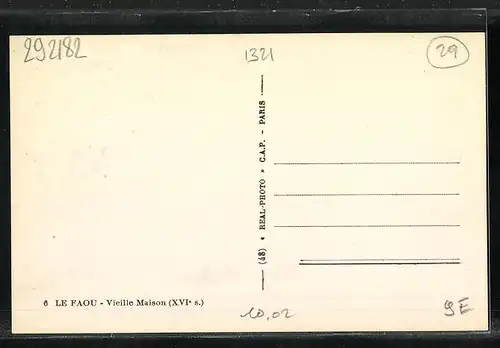 292182
1321
29
(48) « REAL-PHOTO » C.A.P. - PARIS
6 LE FAOU - Vieille Maison (XVIᵉ s.)
10.02
9E